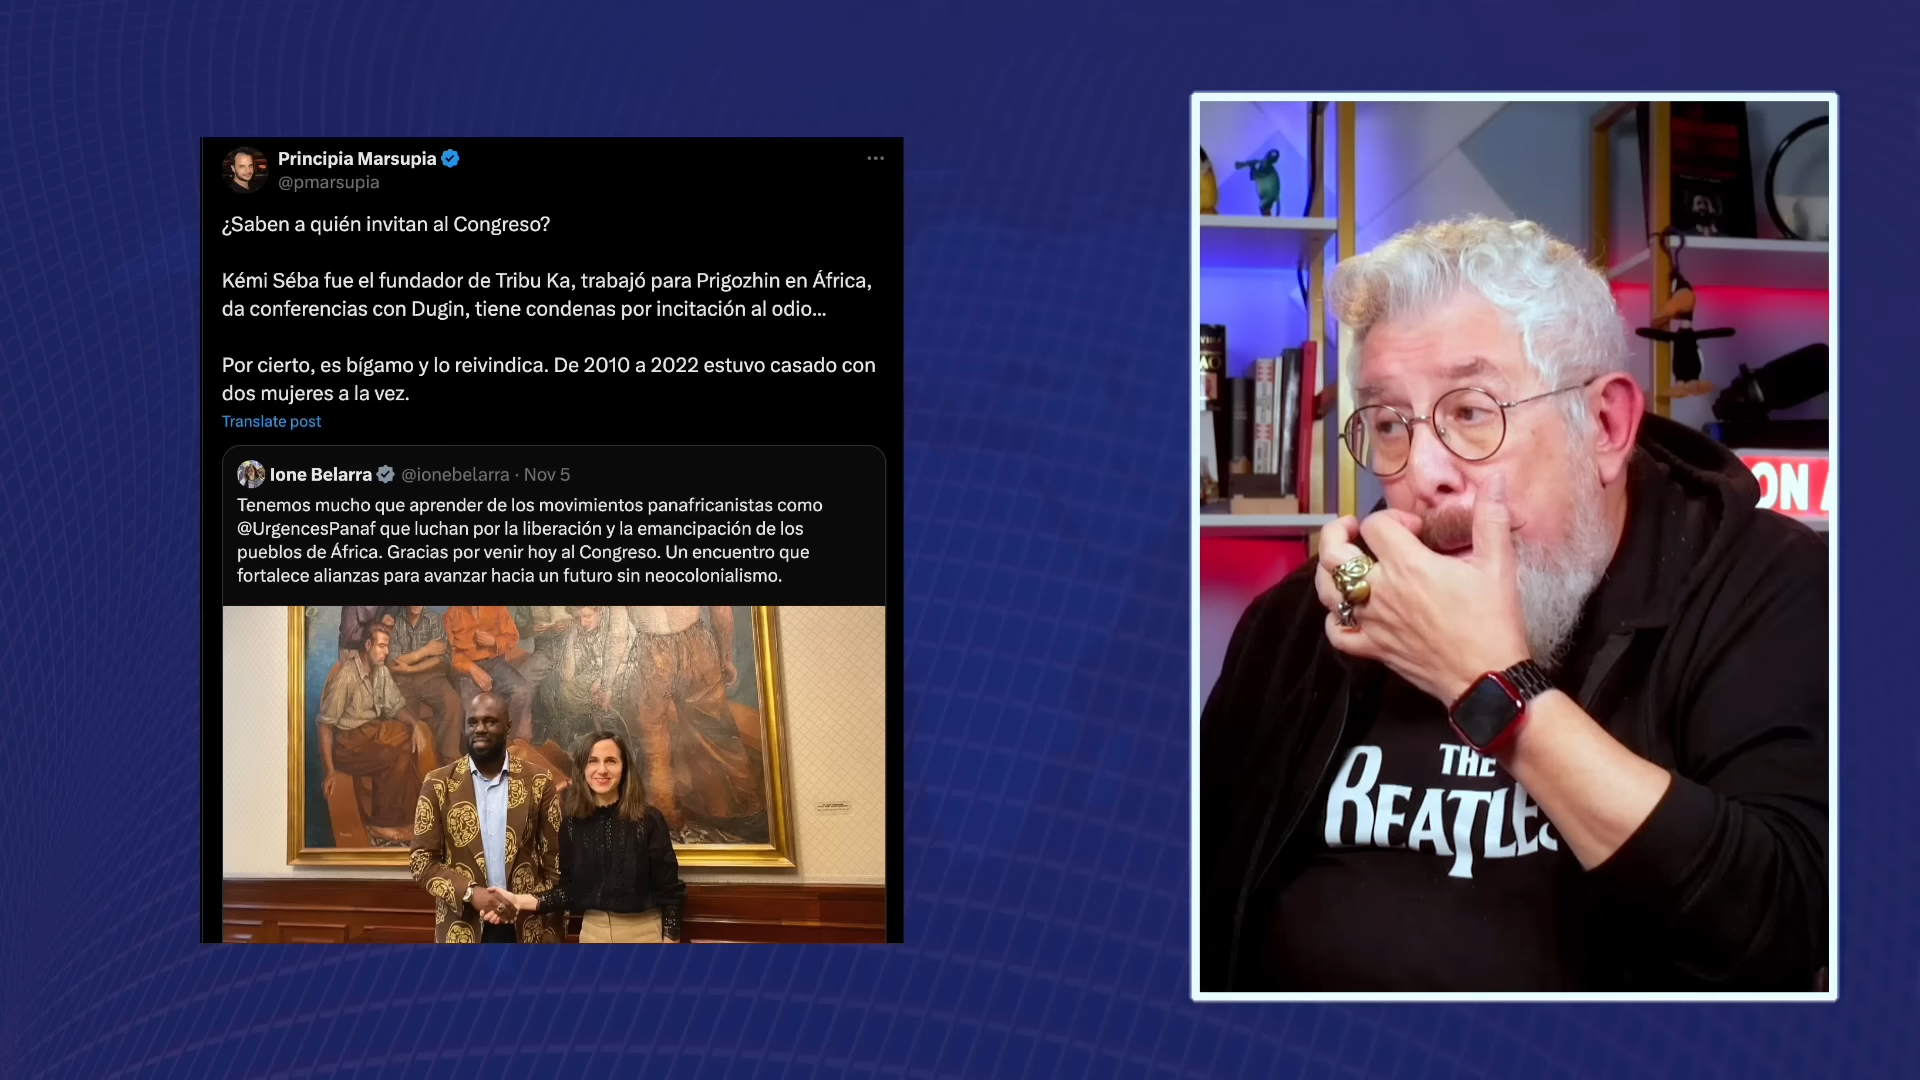 Principia Marsupia
@pmarsupia
¿Saben a quién invitan al Congreso?
Kémi Séba fue el fundador de Tribu Ka, trabajó para Prigozhin en África,
da conferencias con Dugin, tiene condenas por incitación al odio...
Por cierto, es bígamo y lo reivindica. De 2010 a 2022 estuvo casado con
dos mujeres a la vez.
Translate post
Ione Belarra @ionebelarra · Nov 5
Tenemos mucho que aprender de los movimientos panafricanistas como
@UrgencesPanaf que luchan por la liberación y la emancipación de los
pueblos de África. Gracias por venir hoy al Congreso. Un encuentro que
fortalece alianzas para avanzar hacia un futuro sin neocolonialismo.
ON A
THE
BEATLES